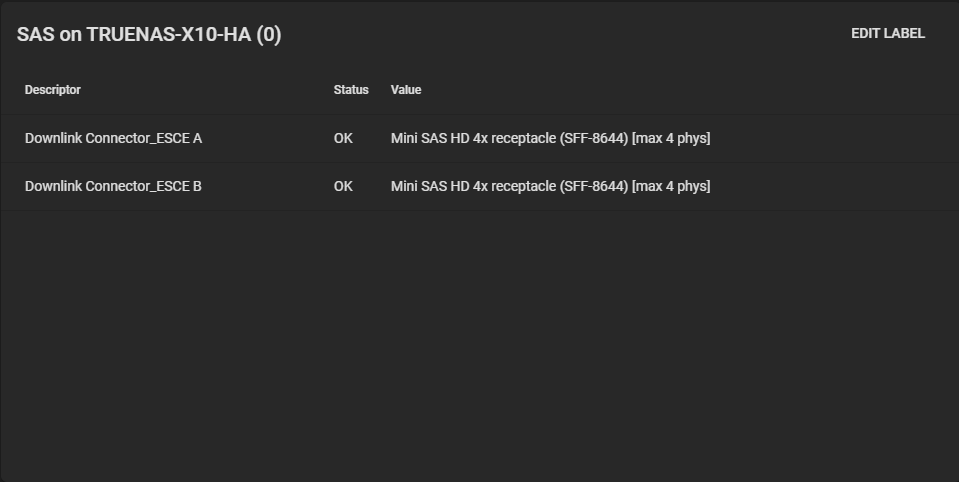 SAS on TRUENAS-X10-HA (0)
EDIT LABEL
Descriptor Status Value
Downlink Connector_ESCE A OK Mini SAS HD 4x receptacle (SFF-8644) [max 4 phys]
Downlink Connector_ESCE B OK Mini SAS HD 4x receptacle (SFF-8644) [max 4 phys]